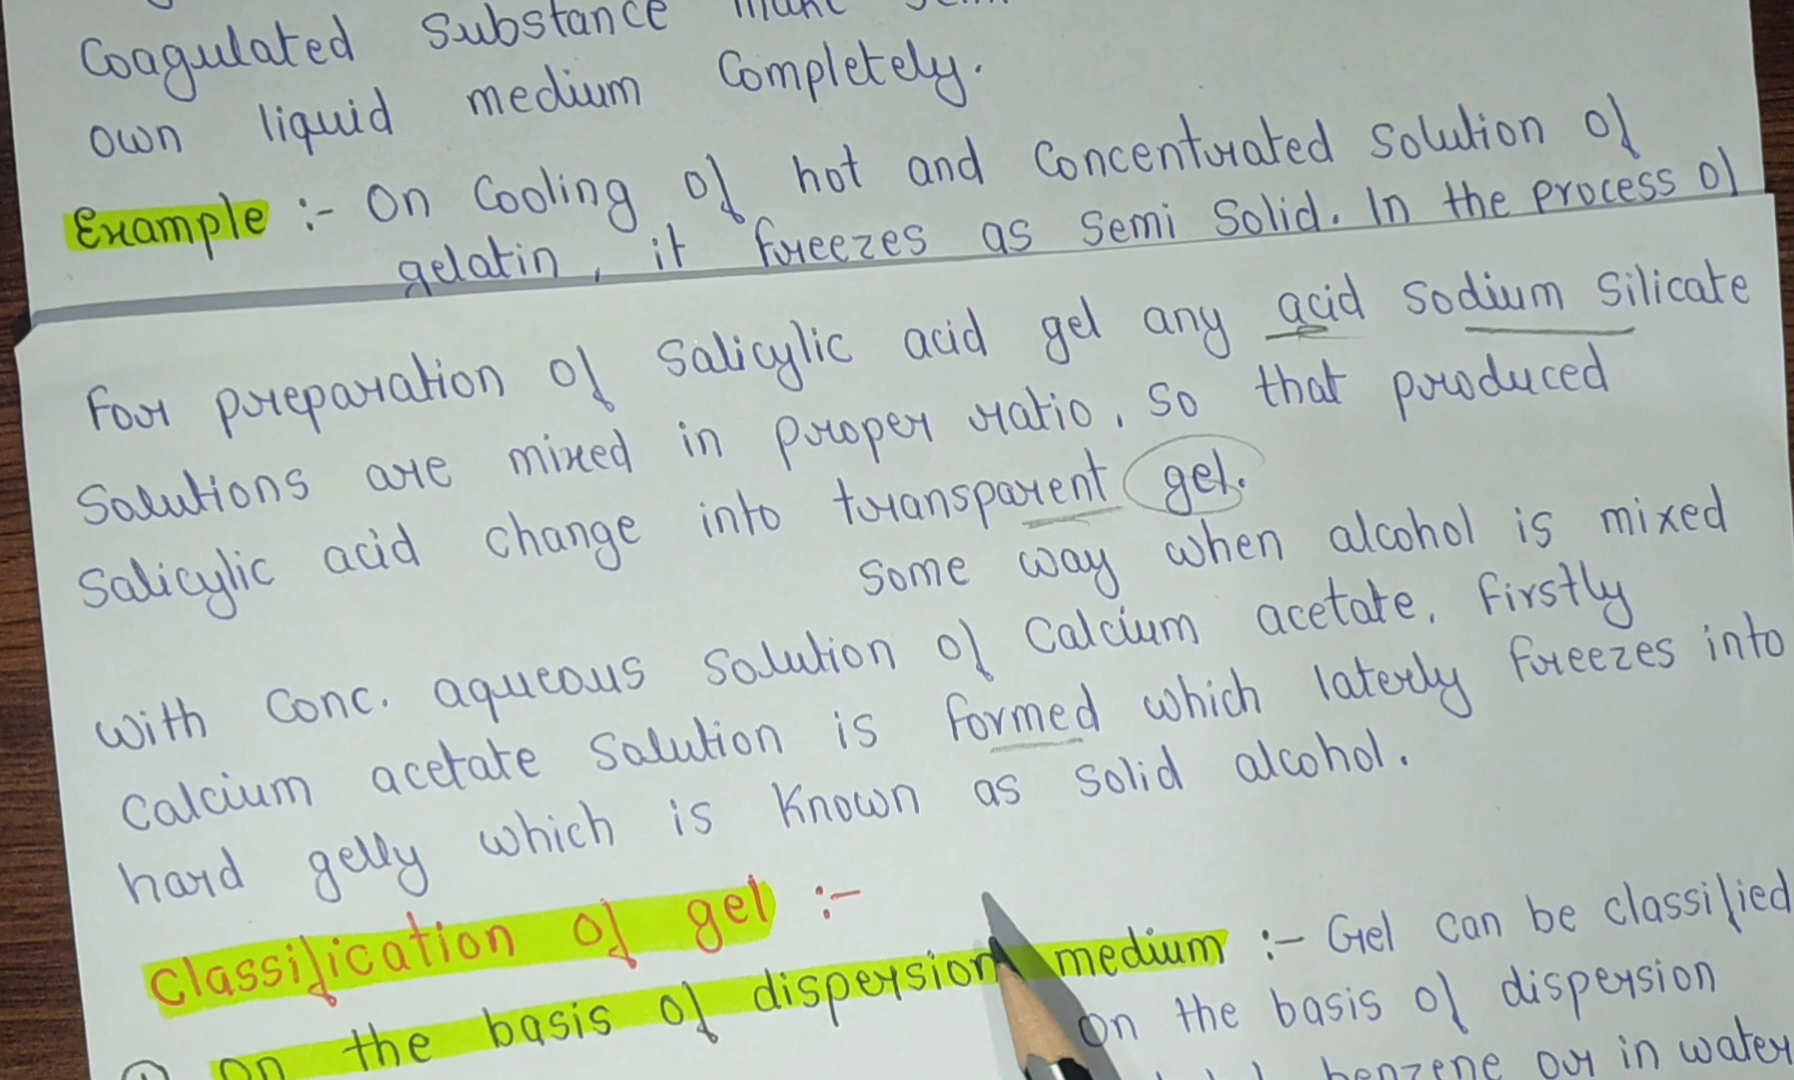 Coagulated substance
own liquid medium completely.
Example :- On cooling of hot and concentrated solution of
gelatin, it freezes as semi solid. In the process of
For preparation of salicylic acid gel any acid sodium silicate
solutions are mixed in proper ratio, so that produced
salicylic acid change into transparent gel.
Some way when alcohol is mixed
with conc. aqueous solution of calcium acetate, firstly
calcium acetate solution is formed which laterly freezes into
hard gelly which is known as solid alcohol.
Classification of gel :-
On the basis of dispersion medium :- Gel can be classified
on the basis of dispersion
benzene or in water